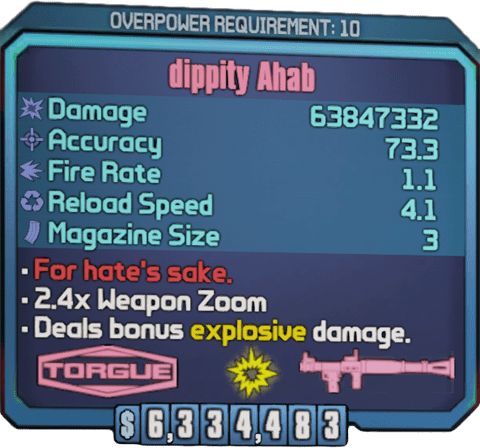 OVERPOWER REQUIREMENT: 10
dippity Ahab
Damage 63847332
Accuracy 73.3
Fire Rate 1.1
Reload Speed 4.1
Magazine Size 3
• For hate's sake.
• 2.4x Weapon Zoom
• Deals bonus explosive damage.
TORGUE
$ 6,334,483